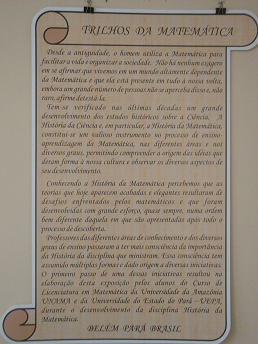 TRILHOS DA MATEMÁTICA
Desde a antiguidade, o homem utiliza a Matemática para
facilitar a vida e organizar a sociedade. Não há nenhum exagero
em se afirmar que vivemos em um mundo altamente dependente
da Matemática e que ela está presente em tudo à nossa volta,
embora um grande número de pessoas não se aperceba disso e, não
raro, afirme detestá-la.
Tem-se verificado nas últimas décadas um grande
desenvolvimento dos estudos históricos sobre a Ciência. A
História da Ciência e, em particular, a História da Matemática,
constitui-se um valioso instrumento no processo de ensino-
aprendizagem da Matemática, nas diferentes áreas e nos
diversos graus, permitindo compreender a origem das idéias que
deram forma à nossa cultura e observar os diversos aspectos de
seu desenvolvimento.
Conhecendo a História da Matemática percebemos que as
teorias que hoje aparecem acabadas e elegantes resultaram de
desafios enfrentados pelos matemáticos e que foram
desenvolvidas com grande esforço, quase sempre, numa ordem
bem diferente daquela em que são apresentadas após todo o
processo de descoberta.
Professores das diferentes áreas de conhecimento e dos diversos
graus de ensino passaram a ter mais consciência da importância
da História da disciplina que ministram. Essa consciência tem
assumido múltiplas formas e dado origem a diversas iniciativas.
O primeiro passo de uma dessas iniciativas resultou na
elaboração desta exposição pelos alunos do Curso de
Licenciatura em Matemática da Universidade da Amazônia
UNAMA e da Universidade do Estado do Pará - UEPA,
durante o desenvolvimento da disciplina História da
Matemática.
BELÉM PARÁ BRASIL